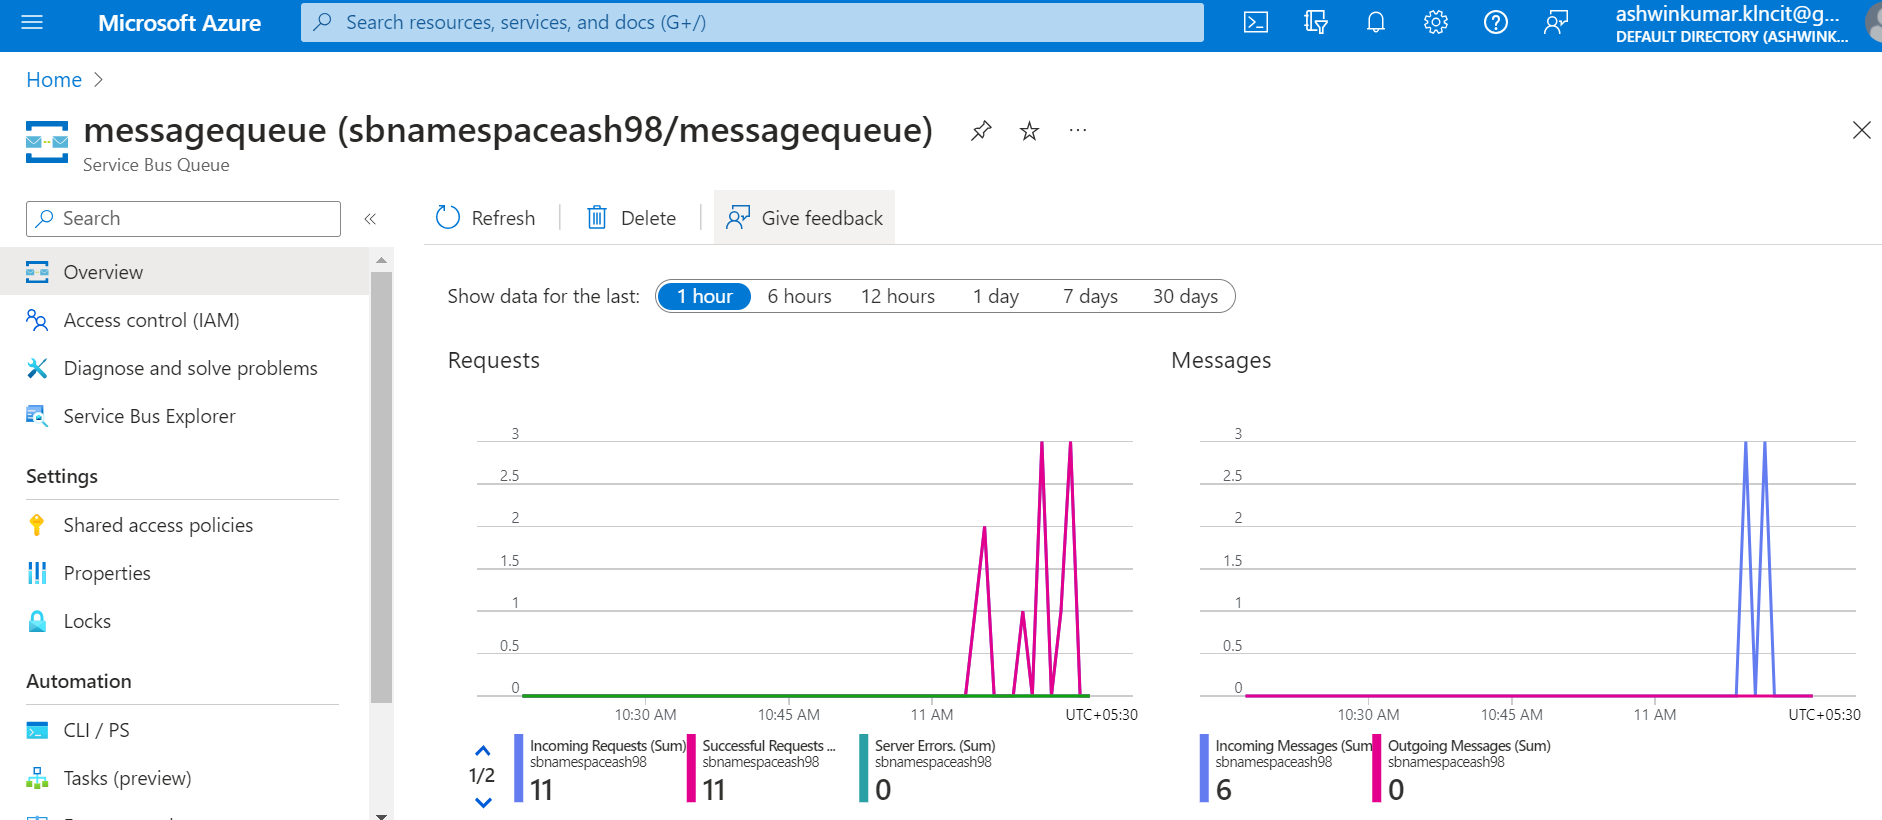 Microsoft Azure
Search resources, services, and docs (G+/)
ashwinkumar.klncit@g...
DEFAULT DIRECTORY (ASHWINK...
Home
messagequeue (sbnamespaceash98/messagequeue)
...
Service Bus Queue
Search
«
Refresh
Delete
Give feedback
Overview
Access control (IAM)
Diagnose and solve problems
Service Bus Explorer
Settings
Shared access policies
Properties
Locks
Automation
CLI / PS
Tasks (preview)
Show data for the last:
1 hour
6 hours
12 hours
1 day
7 days
30 days
Requests
3
2.5
2
1.5
1
0.5
0
10:30 AM
10:45 AM
11 AM
UTC+05:30
1/2
Incoming Requests (Sum)
sbnamespaceash98
11
Successful Requests ...
sbnamespaceash98
11
Server Errors. (Sum)
sbnamespaceash98
0
Messages
3
2.5
2
1.5
1
0.5
0
10:30 AM
10:45 AM
11 AM
UTC+05:30
Incoming Messages (Sum
sbnamespaceash98
6
Outgoing Messages (Sum)
sbnamespaceash98
0